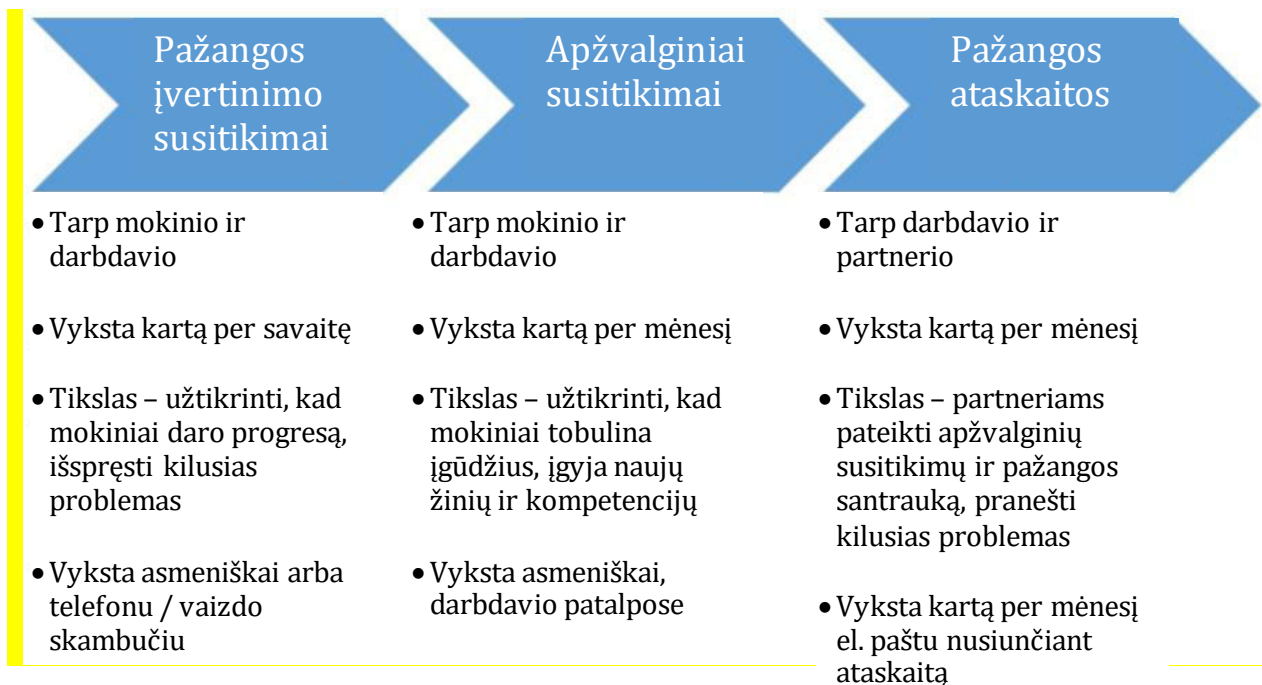 Pažangos
įvertinimo
susitikimai
• Tarp mokinio ir
darbdavio
• Vyksta kartą per savaitę
• Tikslas – užtikrinti, kad
mokiniai daro progresą,
išspręsti kilusias
problemas
• Vyksta asmeniškai arba
telefonu / vaizdo
skambučiu
Apžvalginiai
susitikimai
• Tarp mokinio ir
darbdavio
• Vyksta kartą per mėnesį
• Tikslas – užtikrinti, kad
mokiniai tobulina
įgūdžius, įgyja naujų
žinių ir kompetencijų
• Vyksta asmeniškai,
darbdavio patalpose
Pažangos
ataskaitos
• Tarp darbdavio ir
partnerio
• Vyksta kartą per mėnesį
• Tikslas – partneriams
pateikti apžvalginių
susitikimų ir pažangos
santrauką, pranešti
kilusias problemas
• Vyksta kartą per mėnesį
el. paštu nusiunčiant
ataskaitą